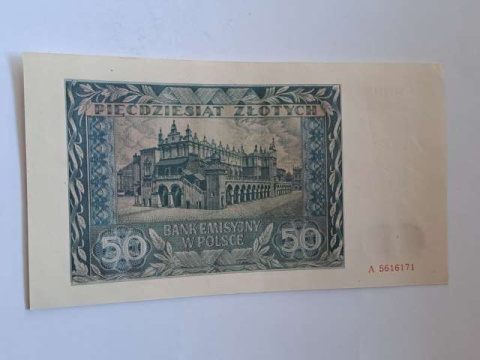 PIĘĆDZIESIĄT ZŁOTYCH
BANK EMISYJNY
W POLSCE
50
50
A 5616171